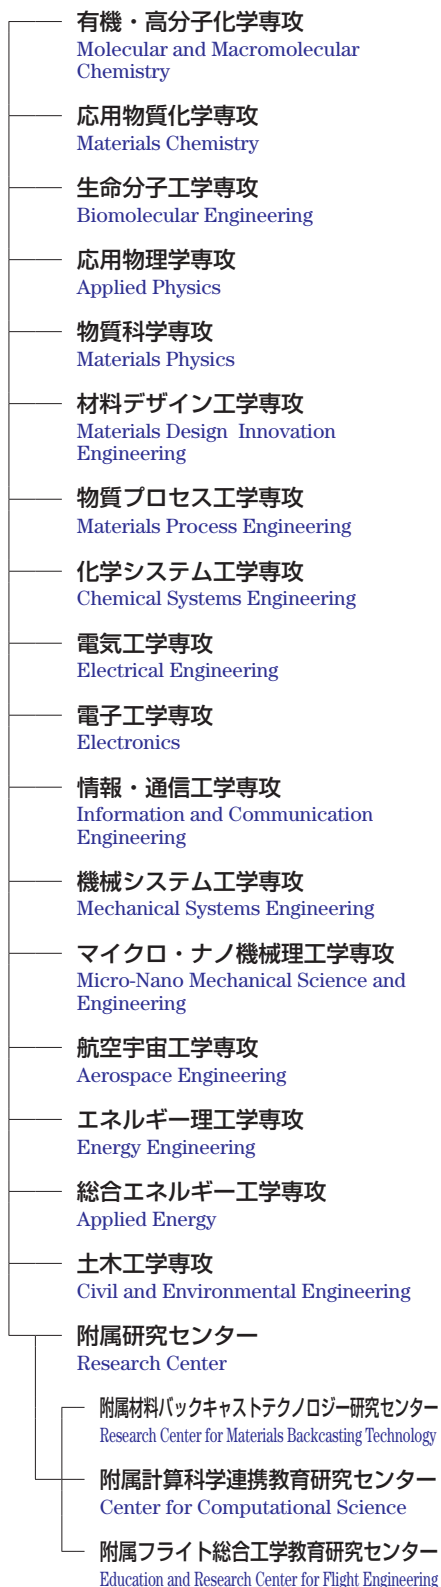 有機・高分子化学専攻
Molecular and Macromolecular
Chemistry
応用物質化学専攻
Materials Chemistry
生命分子工学専攻
Biomolecular Engineering
応用物理学専攻
Applied Physics
物質科学専攻
Materials Physics
材料デザイン工学専攻
Materials Design Innovation
Engineering
物質プロセス工学専攻
Materials Process Engineering
化学システム工学専攻
Chemical Systems Engineering
電気工学専攻
Electrical Engineering
電子工学専攻
Electronics
情報・通信工学専攻
Information and Communication
Engineering
機械システム工学専攻
Mechanical Systems Engineering
マイクロ・ナノ機械理工学専攻
Micro-Nano Mechanical Science and
Engineering
航空宇宙工学専攻
Aerospace Engineering
エネルギー理工学専攻
Energy Engineering
総合エネルギー工学専攻
Applied Energy
土木工学専攻
Civil and Environmental Engineering
附属研究センター
Research Center
附属材料バックキャストテクノロジー研究センター
Research Center for Materials Backcasting Technology
附属計算科学連携教育研究センター
Center for Computational Science
附属フライト総合工学教育研究センター
Education and Research Center for Flight Engineering